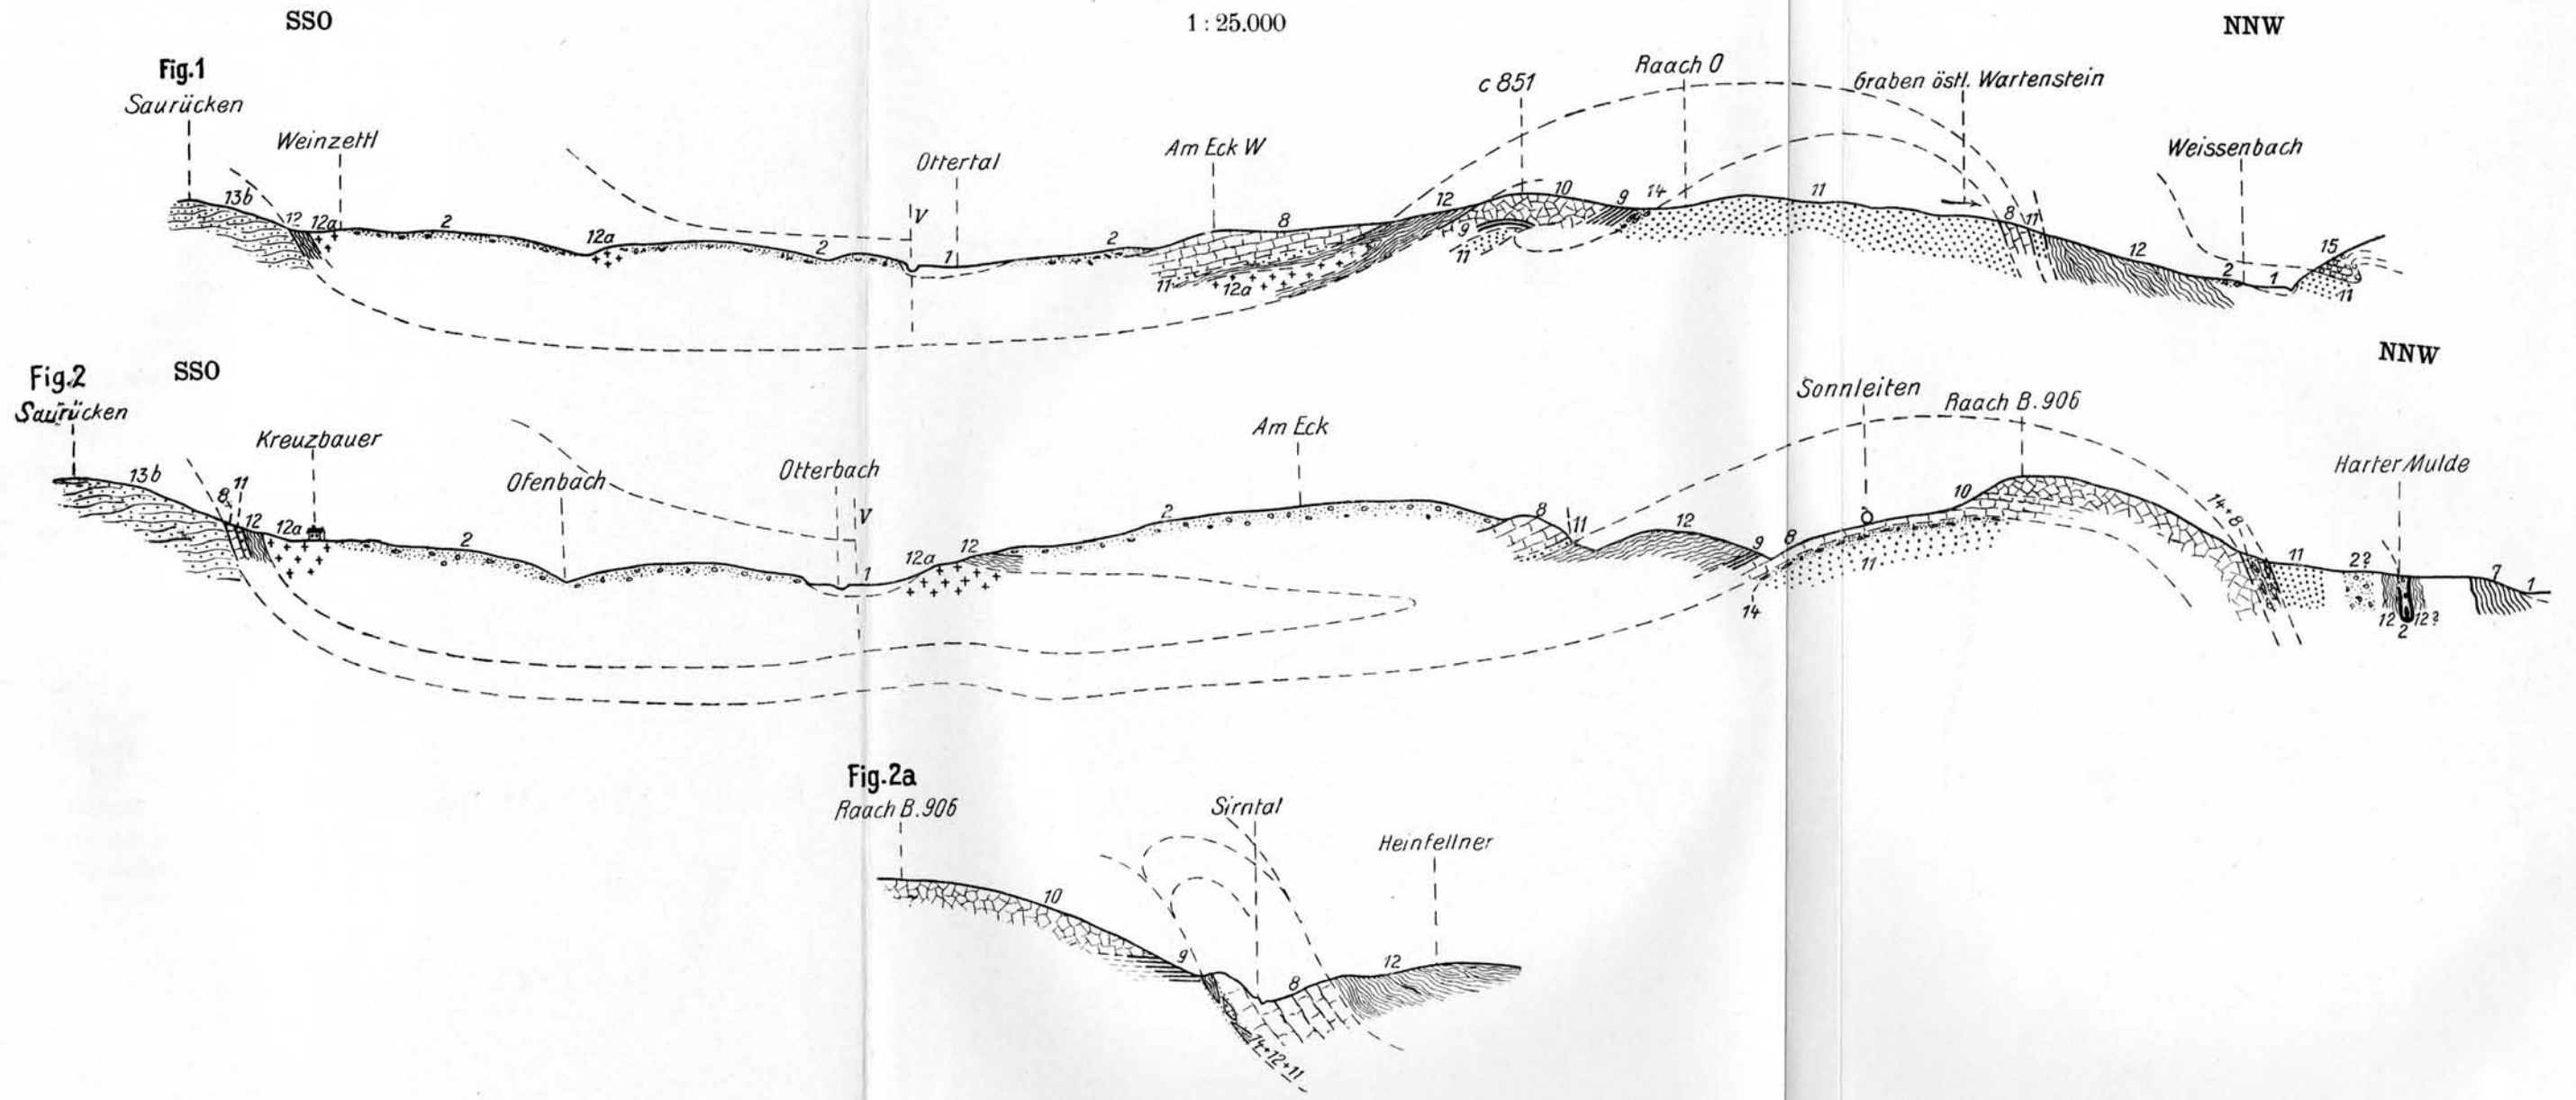 SSO
1 : 25.000
NNW
Fig.1
Saurücken
Weinzettl
Ottertal
Am Eck W
c 851
Raach O
Graben östl. Wartenstein
Weissenbach
13b
12
12a
2
12a
2
V
1
2
8
11
12a
12
9
11
10
9
14
11
8
11
12
2
1
15
11
Fig.2
SSO
NNW
Saurücken
Kreuzbauer
Ofenbach
Otterbach
Am Eck
Sonnleiten
Raach B.906
Harter Mulde
13b
8
11
12
12a
2
V
1
12a
12
2
8
11
12
9
8
14
11
10
14+8
11
2?
12
2
12?
7
1
Fig.2a
Raach B.906
Sirntal
Heinfellner
10
9
8
12
14+12+11